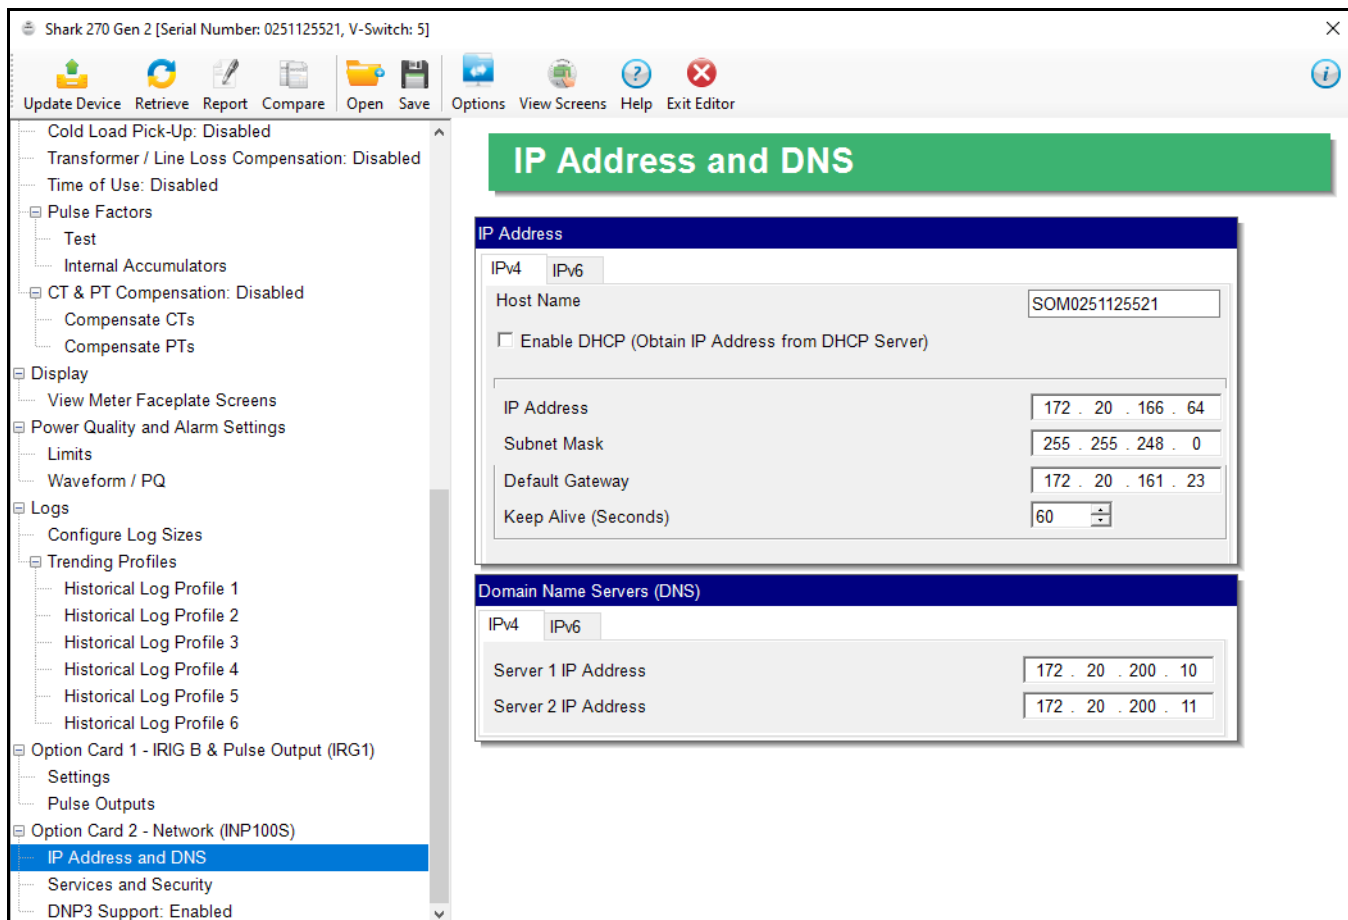 Shark 270 Gen 2 [Serial Number: 0251125521, V-Switch: 5]
Update Device Retrieve Report Compare Open Save Options View Screens Help Exit Editor
Cold Load Pick-Up: Disabled
Transformer / Line Loss Compensation: Disabled
Time of Use: Disabled
Pulse Factors
Test
Internal Accumulators
CT & PT Compensation: Disabled
Compensate CTs
Compensate PTs
Display
View Meter Faceplate Screens
Power Quality and Alarm Settings
Limits
Waveform / PQ
Logs
Configure Log Sizes
Trending Profiles
Historical Log Profile 1
Historical Log Profile 2
Historical Log Profile 3
Historical Log Profile 4
Historical Log Profile 5
Historical Log Profile 6
Option Card 1 - IRIG B & Pulse Output (IRG1)
Settings
Pulse Outputs
Option Card 2 - Network (INP100S)
IP Address and DNS
Services and Security
DNP3 Support: Enabled
IP Address and DNS
IP Address
IPv4 IPv6
Host Name SOM0251125521
Enable DHCP (Obtain IP Address from DHCP Server)
IP Address 172 . 20 . 166 . 64
Subnet Mask 255 . 255 . 248 . 0
Default Gateway 172 . 20 . 161 . 23
Keep Alive (Seconds) 60
Domain Name Servers (DNS)
IPv4 IPv6
Server 1 IP Address 172 . 20 . 200 . 10
Server 2 IP Address 172 . 20 . 200 . 11